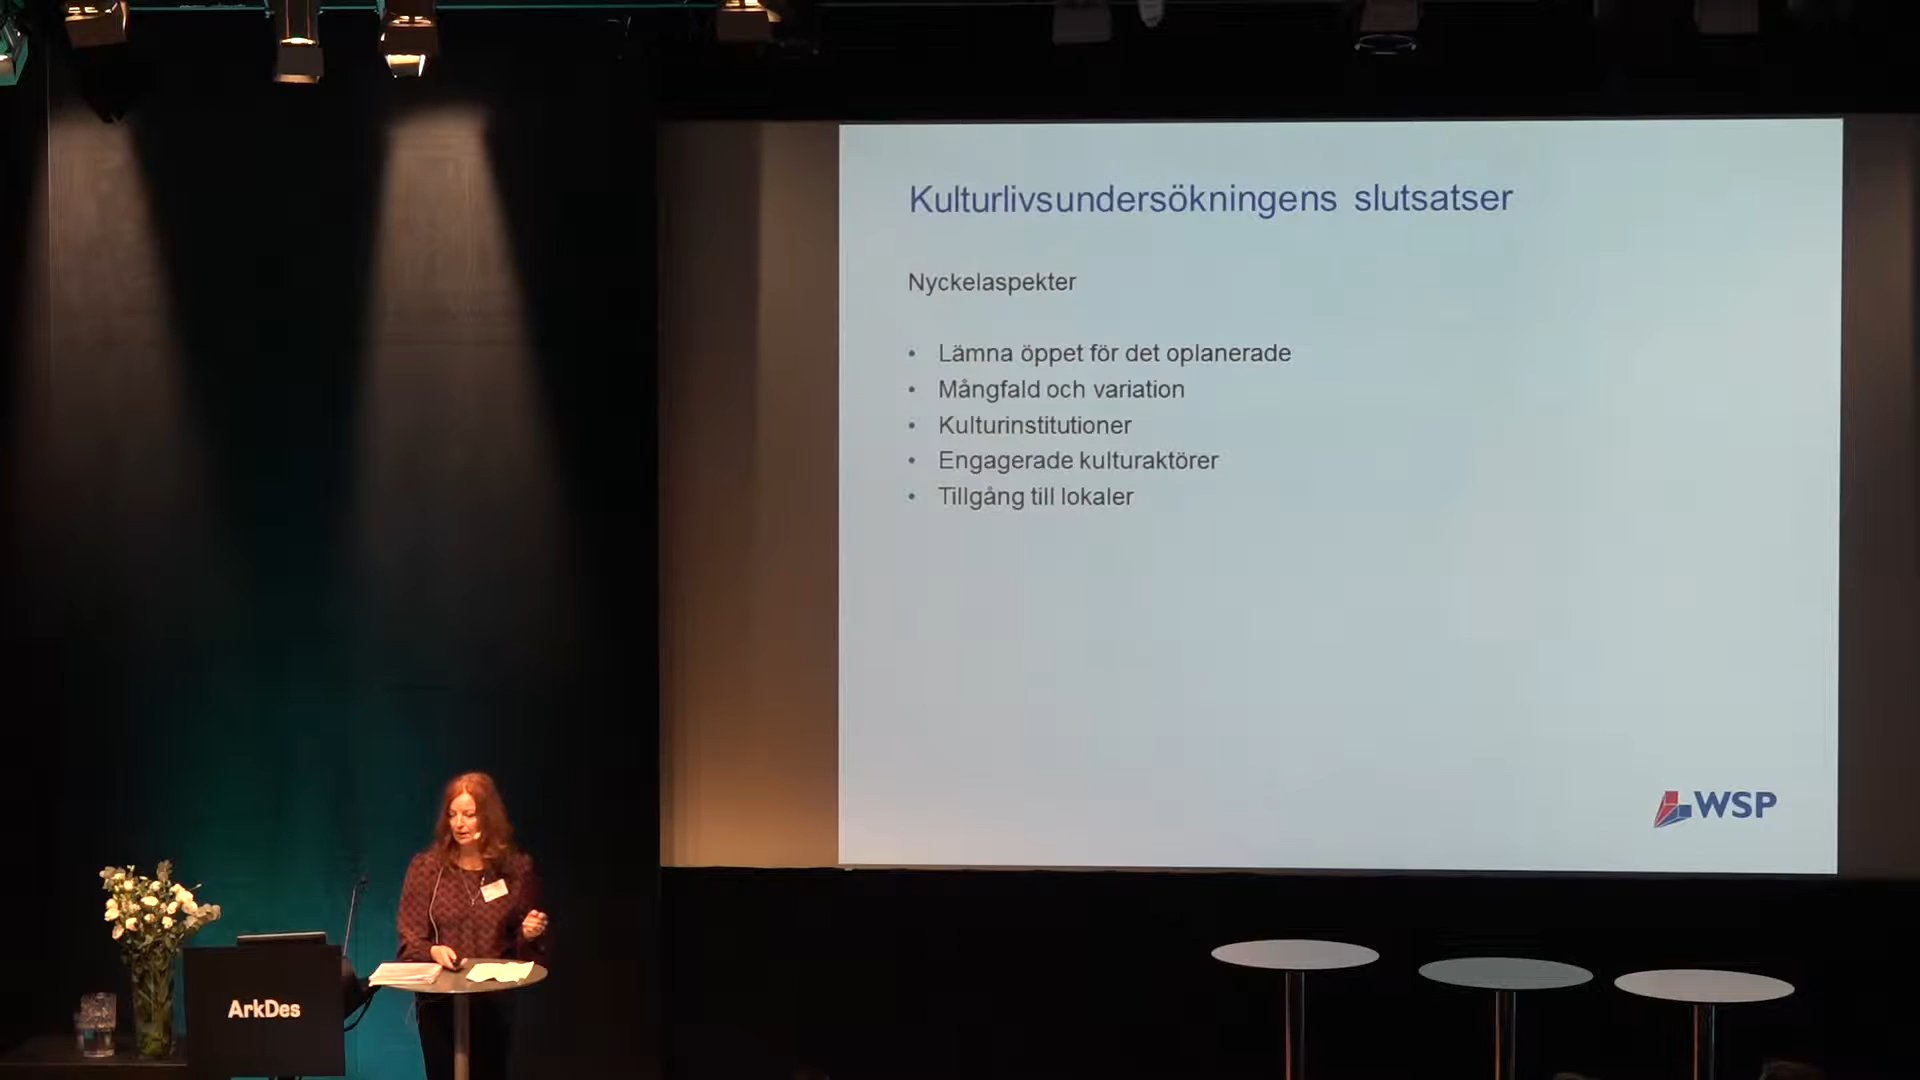 Kulturlivsundersökningens slutsatser
Nyckelaspekter
• Lämna öppet för det oplanerade
• Mångfald och variation
• Kulturinstitutioner
• Engagerade kulturaktörer
• Tillgång till lokaler
WSP
ArkDes